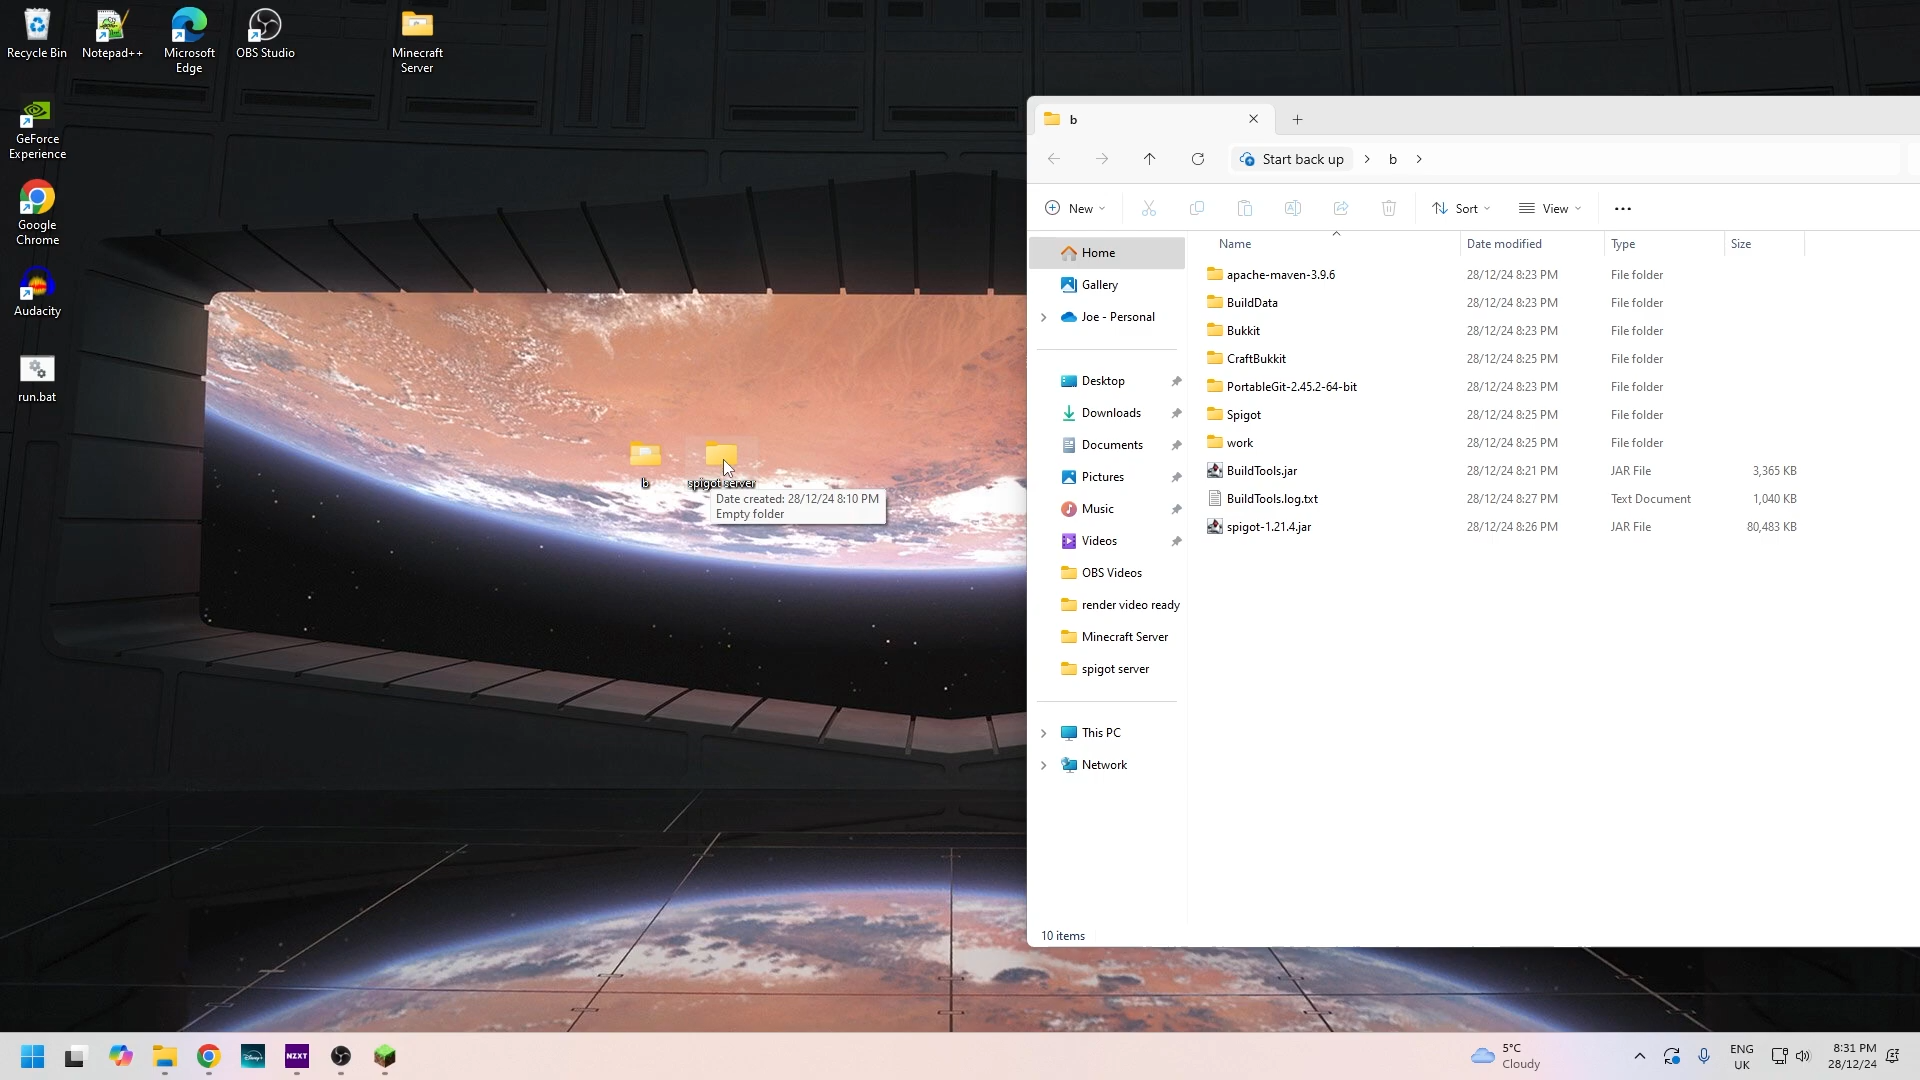 Recycle Bin
Notepad++
Microsoft
Edge
OBS Studio
Minecraft
Server
GeForce
Experience
Google
Chrome
Audacity
run.bat
b
spigot server
Date created: 28/12/24 8:10 PM
Empty folder
b
Start back up
b
New
Sort
View
Home
Gallery
Joe - Personal
Desktop
Downloads
Documents
Pictures
Music
Videos
OBS Videos
render video ready
Minecraft Server
spigot server
This PC
Network
Name Date modified Type Size
apache-maven-3.9.6 28/12/24 8:23 PM File folder
BuildData 28/12/24 8:23 PM File folder
Bukkit 28/12/24 8:23 PM File folder
CraftBukkit 28/12/24 8:25 PM File folder
PortableGit-2.45.2-64-bit 28/12/24 8:23 PM File folder
Spigot 28/12/24 8:25 PM File folder
work 28/12/24 8:25 PM File folder
BuildTools.jar 28/12/24 8:21 PM JAR File 3,365 KB
BuildTools.log.txt 28/12/24 8:27 PM Text Document 1,040 KB
spigot-1.21.4.jar 28/12/24 8:26 PM JAR File 80,483 KB
10 items
Disney+
NZXT
5°C
Cloudy
ENG
UK
8:31 PM
28/12/24